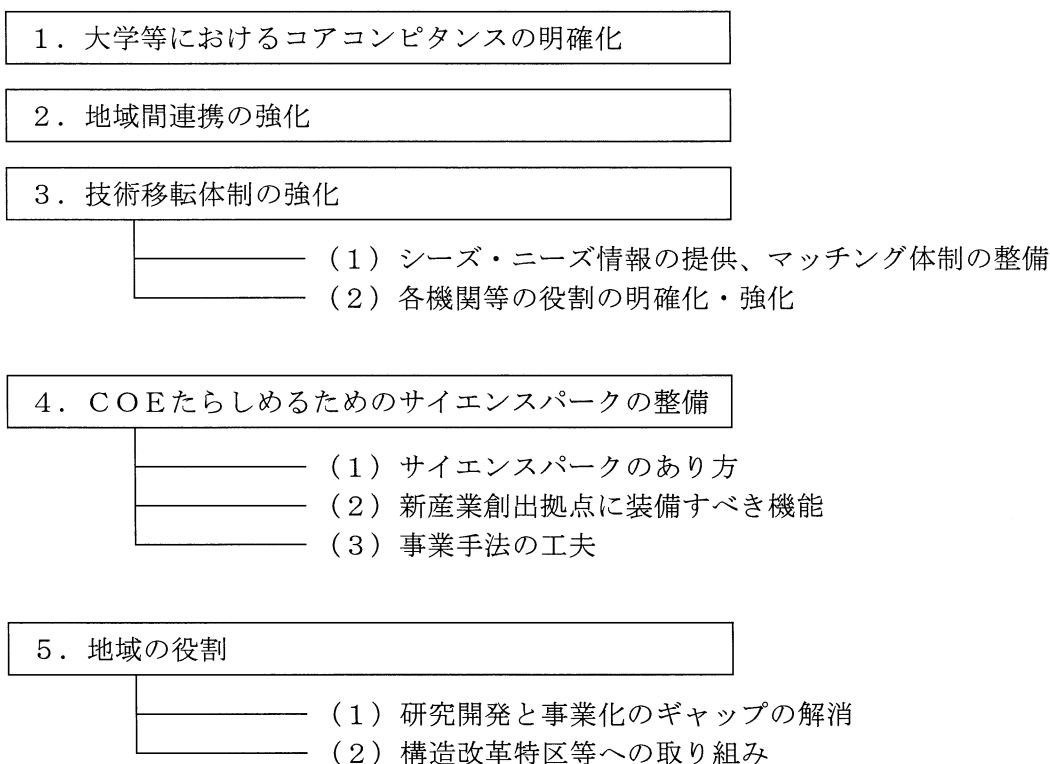 １．大学等におけるコアコンピタンスの明確化
２．地域間連携の強化
３．技術移転体制の強化
（１）シーズ・ニーズ情報の提供、マッチング体制の整備
（２）各機関等の役割の明確化・強化
４．ＣＯＥたらしめるためのサイエンスパークの整備
（１）サイエンスパークのあり方
（２）新産業創出拠点に装備すべき機能
（３）事業手法の工夫
５．地域の役割
（１）研究開発と事業化のギャップの解消
（２）構造改革特区等への取り組み